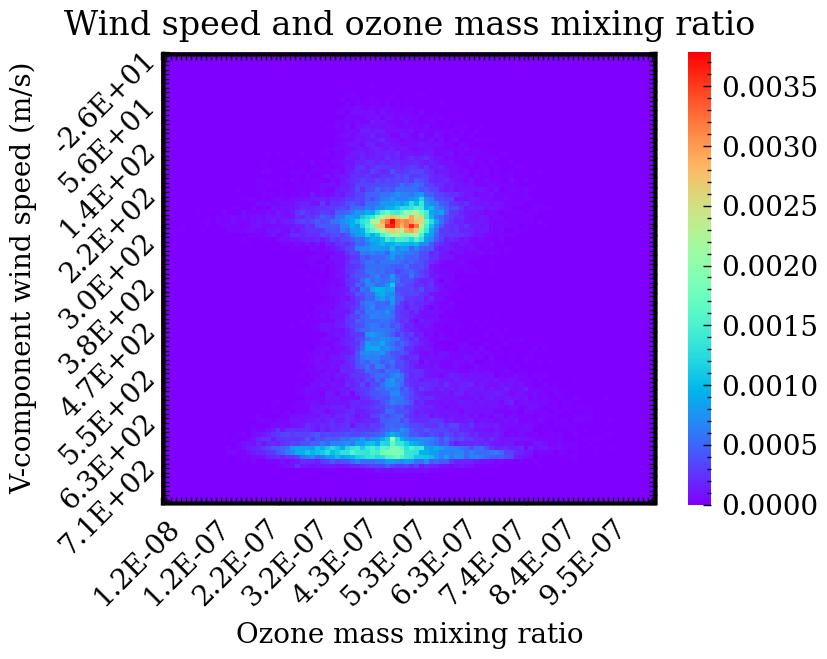 Wind speed and ozone mass mixing ratio
V-component wind speed (m/s)
-2.6E+01
5.6E+01
1.4E+02
2.2E+02
3.0E+02
3.8E+02
4.7E+02
5.5E+02
6.3E+02
7.1E+02
1.2E-08
1.2E-07
2.2E-07
3.2E-07
4.3E-07
5.3E-07
6.3E-07
7.4E-07
8.4E-07
9.5E-07
Ozone mass mixing ratio
0.0035
0.0030
0.0025
0.0020
0.0015
0.0010
0.0005
0.0000